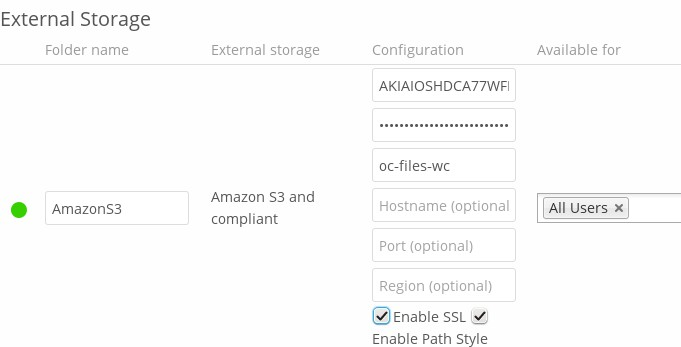 External Storage
Folder name External storage Configuration Available for
oc-files-wc
AmazonS3
Amazon S3 and
compliant
Hostname (optional
All Users ×
Port (optional)
Region (optional)
Enable SSL
Enable Path Style